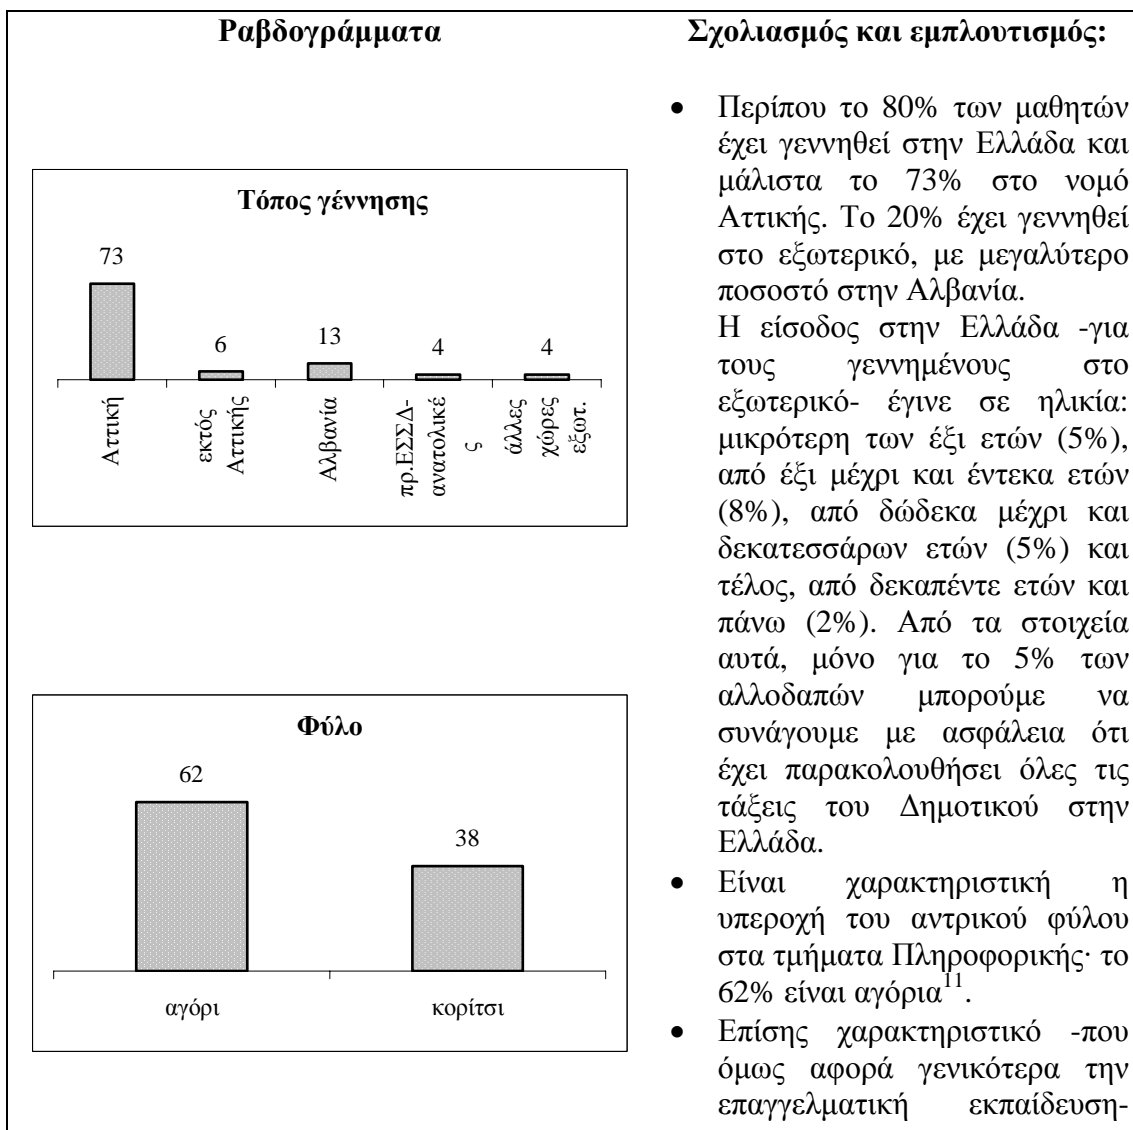 Ραβδογράμματα
Τόπος γέννησης
73
6
13
4
4
Αττική
εκτός
Αττικής
Αλβανία
πρ.ΕΣΣΔ-
ανατολικέ
ς
άλλες
χώρες
εξωτ.
Φύλο
62
38
αγόρι
κορίτσι
Σχολιασμός και εμπλουτισμός:
• Περίπου το 80% των μαθητών
έχει γεννηθεί στην Ελλάδα και
μάλιστα το 73% στο νομό
Αττικής. Το 20% έχει γεννηθεί
στο εξωτερικό, με μεγαλύτερο
ποσοστό στην Αλβανία.
Η είσοδος στην Ελλάδα -για
τους γεννημένους στο
εξωτερικό- έγινε σε ηλικία:
μικρότερη των έξι ετών (5%),
από έξι μέχρι και έντεκα ετών
(8%), από δώδεκα μέχρι και
δεκατεσσάρων ετών (5%) και
τέλος, από δεκαπέντε ετών και
πάνω (2%). Από τα στοιχεία
αυτά, μόνο για το 5% των
αλλοδαπών μπορούμε να
συνάγουμε με ασφάλεια ότι
έχει παρακολουθήσει όλες τις
τάξεις του Δημοτικού στην
Ελλάδα.
• Είναι χαρακτηριστική η
υπεροχή του αντρικού φύλου
στα τμήματα Πληροφορικής· το
62% είναι αγόρια11.
• Επίσης χαρακτηριστικό -που
όμως αφορά γενικότερα την
επαγγελματική εκπαίδευση-